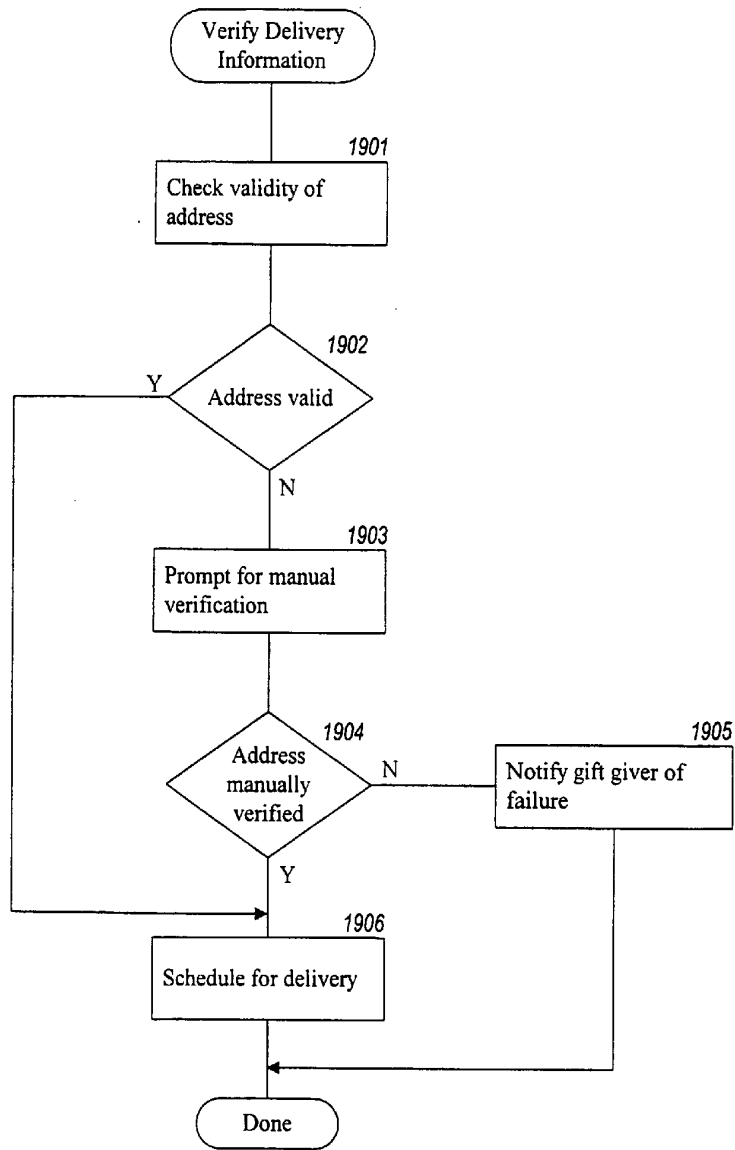 Verify Delivery
Information
1901
Check validity of
address
1902
Address valid
Y
N
1903
Prompt for manual
verification
1904
Address
manually
verified
N
Y
1905
Notify gift giver of
failure
1906
Schedule for delivery
Done